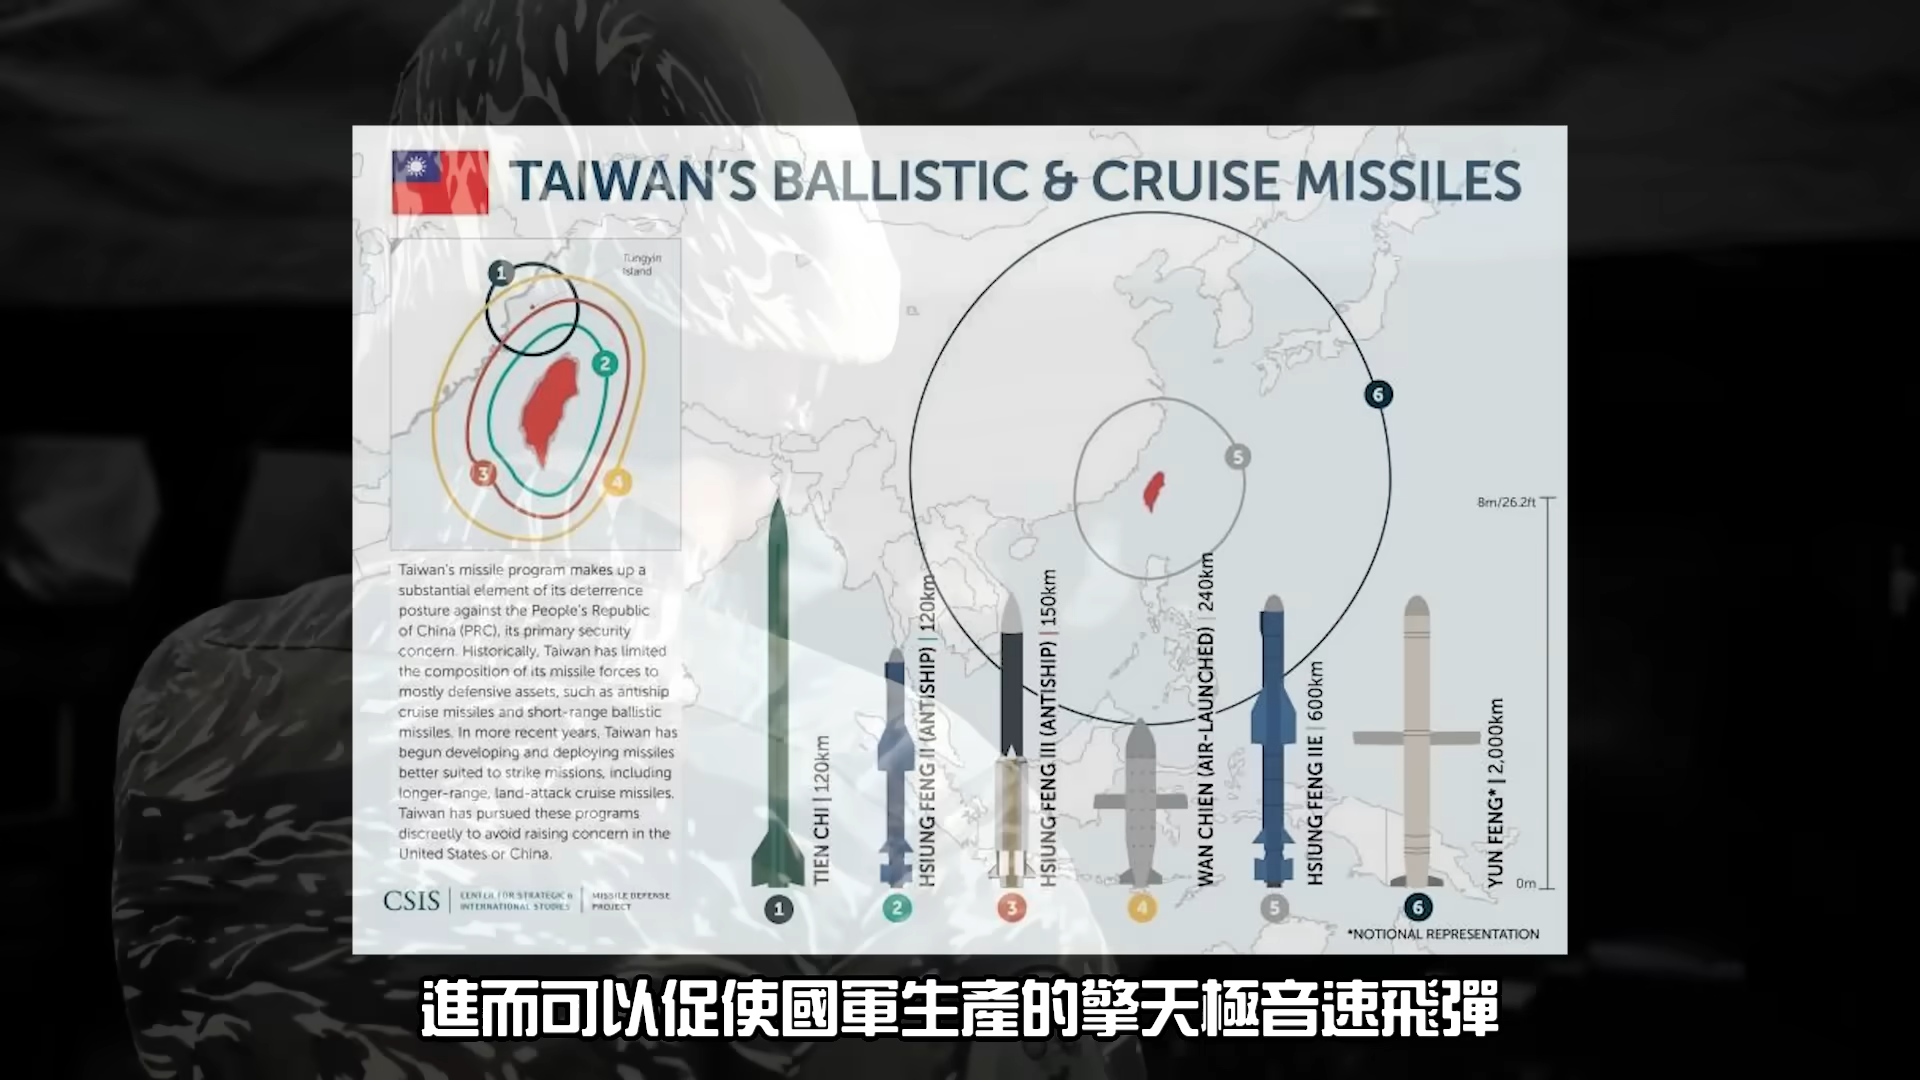 TAIWAN'S BALLISTIC & CRUISE MISSILES
Tungyin
Island
1
2
3
4
5
6
Taiwan's missile program makes up a
substantial element of its deterrence
posture against the People's Republic
of China (PRC), its primary security
concern. Historically, Taiwan has limited
the composition of its missile forces to
mostly defensive assets, such as antiship
cruise missiles and short-range ballistic
missiles. In more recent years, Taiwan has
begun developing and deploying missiles
better suited to strike missions, including
longer-range, land-attack cruise missiles.
Taiwan has pursued these programs
discreetly to avoid raising concern in the
United States or China.
CSIS | CENTER FOR STRATEGIC &
INTERNATIONAL STUDIES | MISSILE DEFENSE
PROJECT
TIEN CHI | 120km
HSIUNG FENG II (ANTISHIP) | 120km
HSIUNG FENG III (ANTISHIP) | 150km
WAN CHIEN (AIR-LAUNCHED) | 240km
HSIUNG FENG IIE | 600km
YUN FENG* | 2,000km
8m/26.2ft
0m
1
2
3
4
5
6
*NOTIONAL REPRESENTATION
進而可以促使國軍生產的擎天極音速飛彈